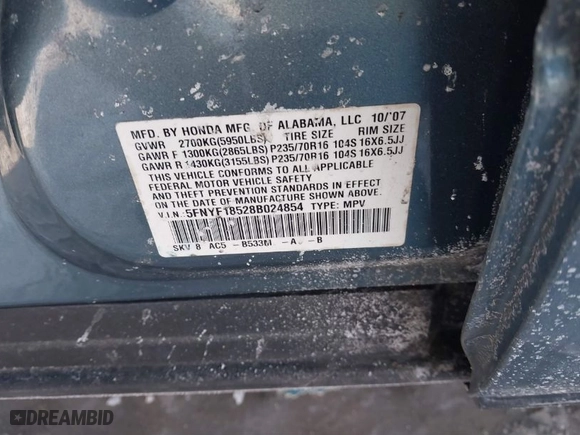 MFD. BY HONDA MFG. OF ALABAMA, LLC 10/'07
GVWR 2700KG(5950LBS) TIRE SIZE RIM SIZE
GAWR F 1300KG(2865LBS) P235/70R16 104S 16X6.5JJ
GAWR R 1430KG(3155LBS) P235/70R16 104S 16X6.5JJ
THIS VEHICLE CONFORMS TO ALL APPLICABLE
FEDERAL MOTOR VEHICLE SAFETY
AND THEFT PREVENTION STANDARDS IN EFFECT ON
THE DATE OF MANUFACTURE SHOWN ABOVE.
V.I.N.: 5FNYF18528B024854 TYPE: MPV
SKV 8 AC5 -B533M -A -B
DREAMBID